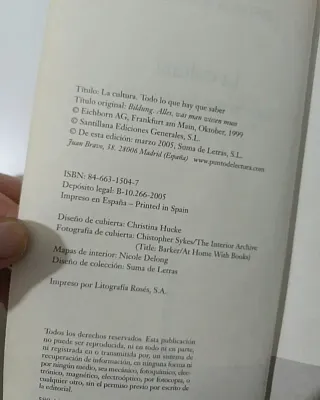 Título: La cultura. Todo lo que hay que saber
Título original: Bildung. Alles, was man wissen muss
© Eichhorn AG, Frankfurt am Main, Oktober, 1999
© Santillana Ediciones Generales, S.L.
© De esta edición: marzo 2005, Suma de Letras, S.L.
Juan Bravo, 38. 28006 Madrid (España) www.puntodelectura.com
ISBN: 84-663-1504-7
Depósito legal: B-10.266-2005
Impreso en España – Printed in Spain
Diseño de cubierta: Christina Hucke
Fotografía de cubierta: Chistopher Sykes/The Interior Archive
(Title: Barker/At Home With Books)
Mapas de interior: Nicole Delong
Diseño de colección: Suma de Letras
Impreso por Litografía Rosés, S.A.
Todos los derechos reservados. Esta publicación
no puede ser reproducida, ni en todo ni en parte,
ni registrada en o transmitida por, un sistema de
recuperación de información, en ninguna forma ni
por ningún medio, sea mecánico, fotoquímico, elec-
trónico, magnético, electroóptico, por fotocopia, o
cualquier otro, sin el permiso previo por escrito de
la editorial.